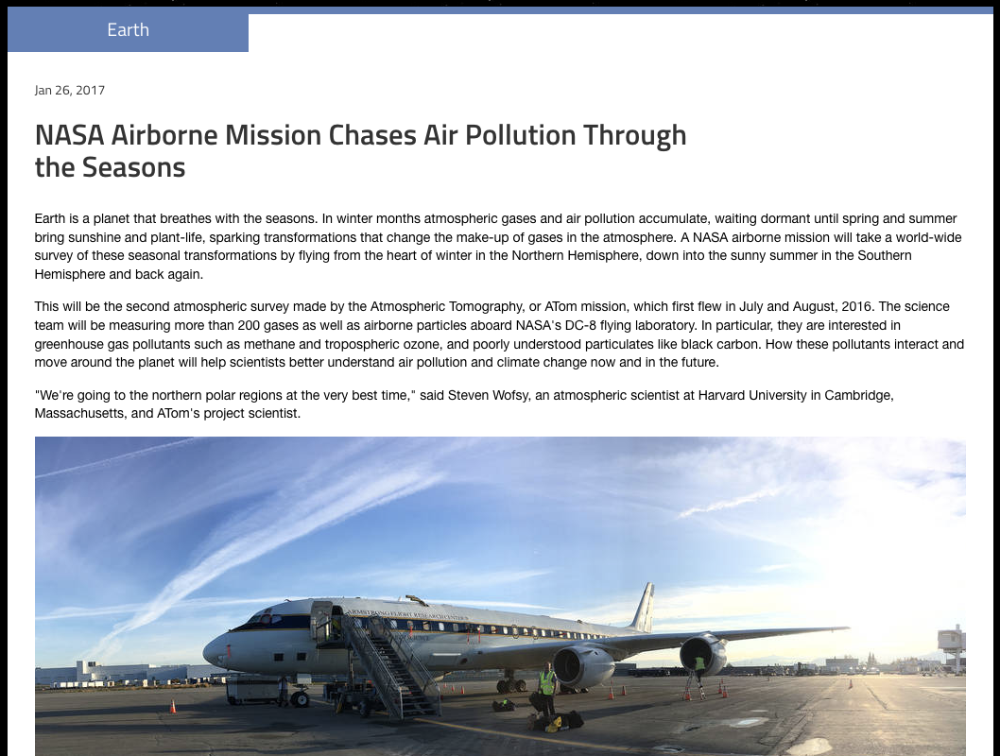 Earth
Jan 26, 2017
NASA Airborne Mission Chases Air Pollution Through
the Seasons
Earth is a planet that breathes with the seasons. In winter months atmospheric gases and air pollution accumulate, waiting dormant until spring and summer
bring sunshine and plant-life, sparking transformations that change the make-up of gases in the atmosphere. A NASA airborne mission will take a world-wide
survey of these seasonal transformations by flying from the heart of winter in the Northern Hemisphere, down into the sunny summer in the Southern
Hemisphere and back again.
This will be the second atmospheric survey made by the Atmospheric Tomography, or ATom mission, which first flew in July and August, 2016. The science
team will be measuring more than 200 gases as well as airborne particles aboard NASA's DC-8 flying laboratory. In particular, they are interested in
greenhouse gas pollutants such as methane and tropospheric ozone, and poorly understood particulates like black carbon. How these pollutants interact and
move around the planet will help scientists better understand air pollution and climate change now and in the future.
"We're going to the northern polar regions at the very best time," said Steven Wofsy, an atmospheric scientist at Harvard University in Cambridge,
Massachusetts, and ATom's project scientist.
ARMSTRONG FLIGHT RESEARCH CENTER